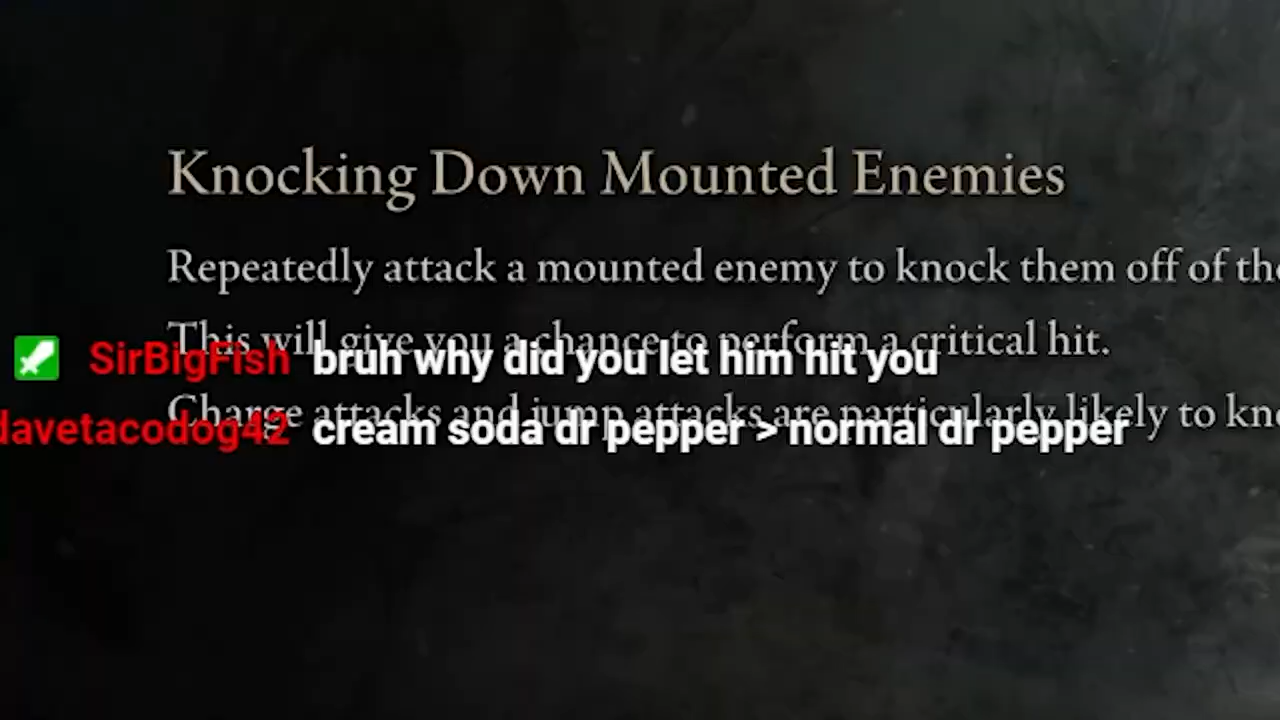 Knocking Down Mounted Enemies
Repeatedly attack a mounted enemy to knock them off of
This will give you a chance to perform a critical hit.
SirBigFish bruh why did you let him hit you
Charge attacks and jump attacks are particularly likely to
davetacodog42 cream soda dr pepper > normal dr pepper